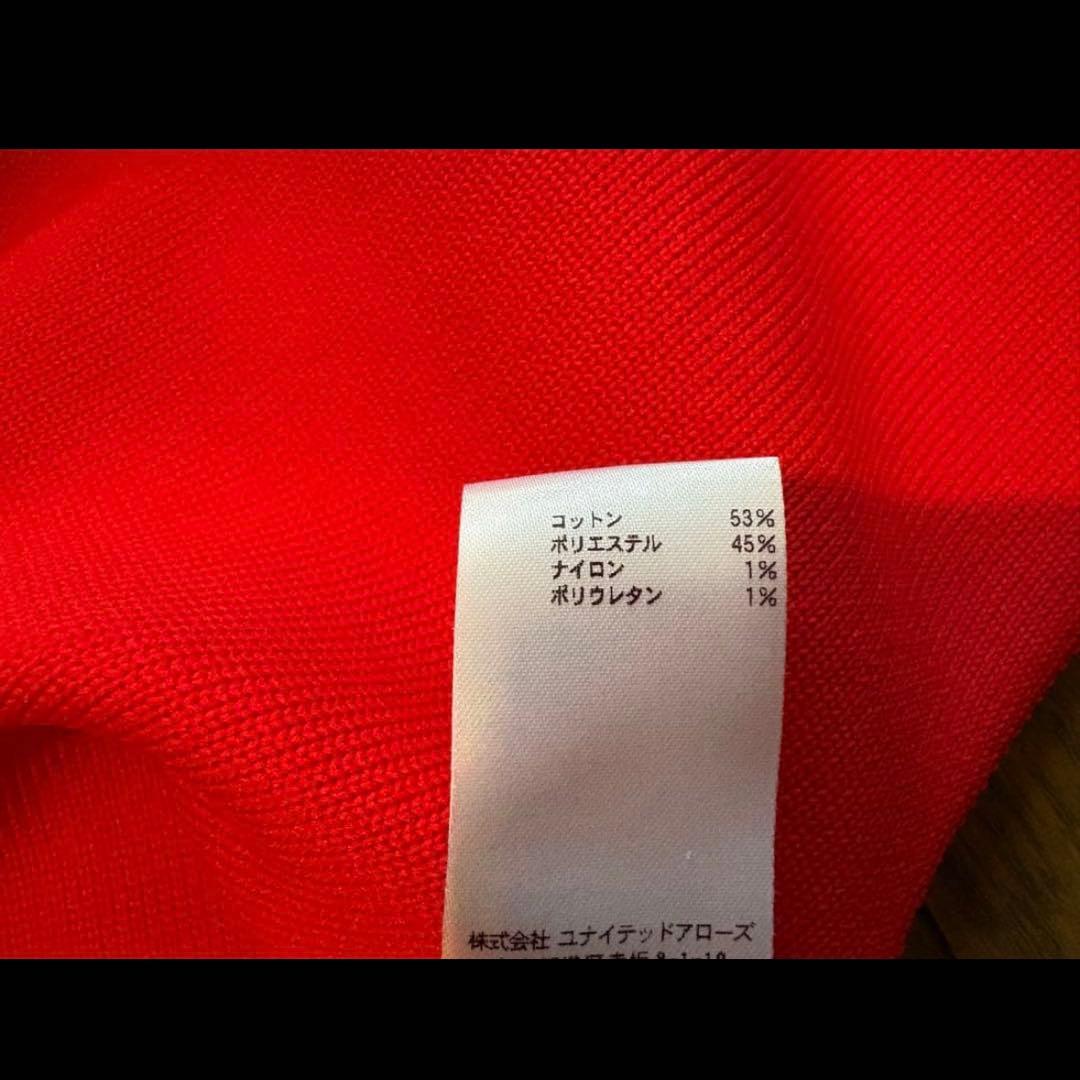 コットン 53%
ポリエステル 45%
ナイロン 1%
ポリウレタン 1%
株式会社 ユナイテッドアローズ